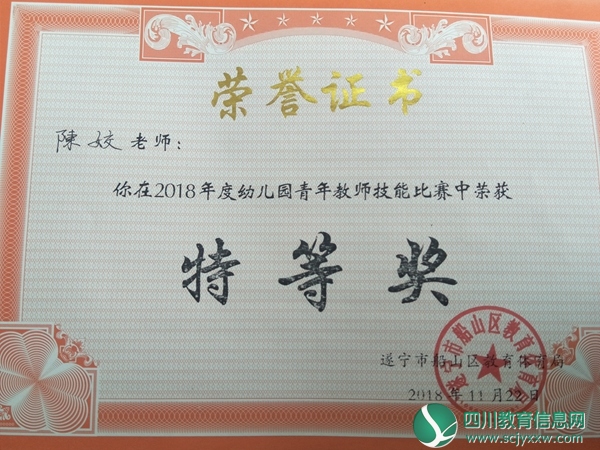 荣誉证书
陈姣老师：
你在2018年度幼儿园青年教师技能比赛中荣获
特等奖
遂宁市船山区教育体育局
2018年11月22日
四川教育信息网
www.scjyxxw.com